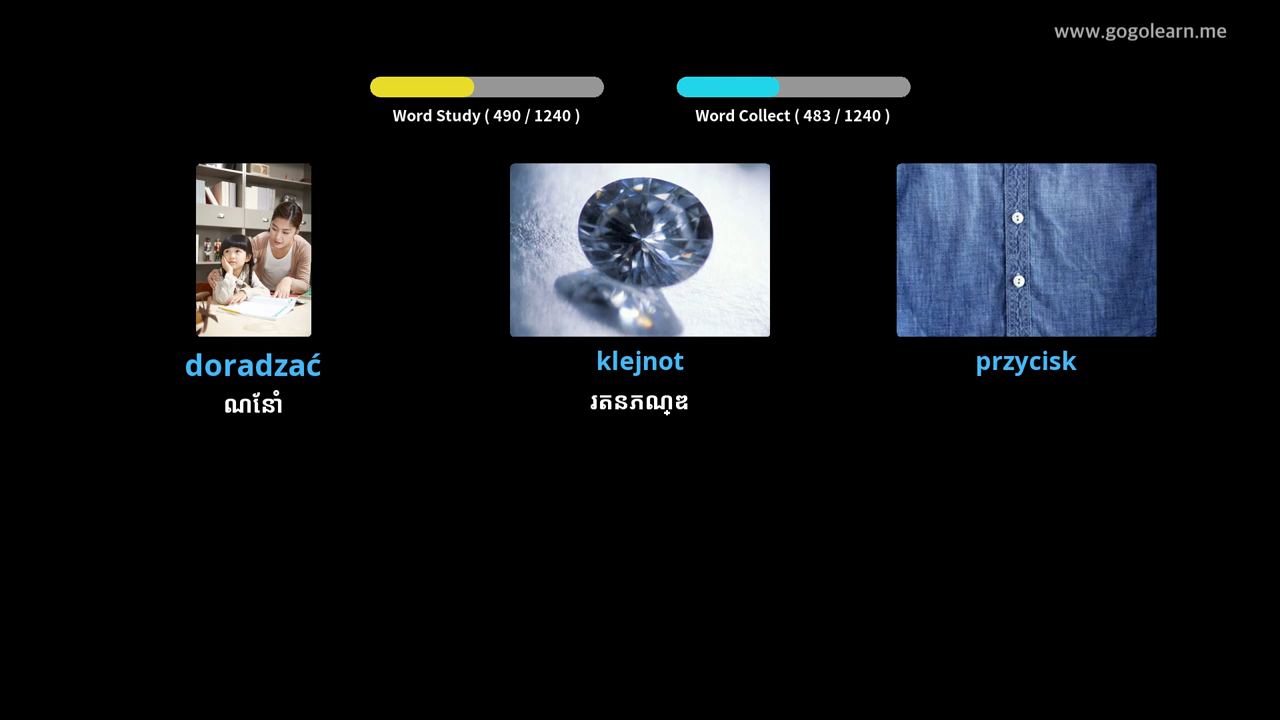 www.gogolearn.me
Word Study ( 490 / 1240 )
Word Collect ( 483 / 1240 )
doradzać
ណែនាំ
klejnot
រតនភណ្ឌ
przycisk